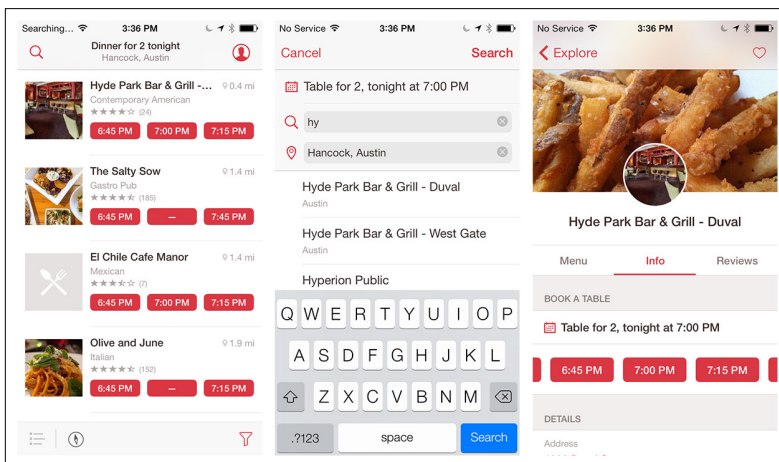 Searching...
3:36 PM
Dinner for 2 tonight
Hancock, Austin
Hyde Park Bar & Grill -...
0.4 mi
Contemporary American
(24)
6:45 PM
7:00 PM
7:15 PM
The Salty Sow
1.4 mi
Gastro Pub
(185)
6:45 PM
–
7:45 PM
El Chile Cafe Manor
1.4 mi
Mexican
(7)
6:45 PM
7:00 PM
7:15 PM
Olive and June
1.9 mi
Italian
(152)
6:45 PM
–
7:15 PM
No Service
3:36 PM
Cancel
Search
Table for 2, tonight at 7:00 PM
hy
Hancock, Austin
Hyde Park Bar & Grill - Duval
Austin
Hyde Park Bar & Grill - West Gate
Austin
Hyperion Public
Q W E R T Y U I O P
A S D F G H J K L
Z X C V B N M
.?123
space
Search
No Service
3:36 PM
Explore
Hyde Park Bar & Grill - Duval
Menu
Info
Reviews
BOOK A TABLE
Table for 2, tonight at 7:00 PM
6:45 PM
7:00 PM
7:15 PM
DETAILS
Address